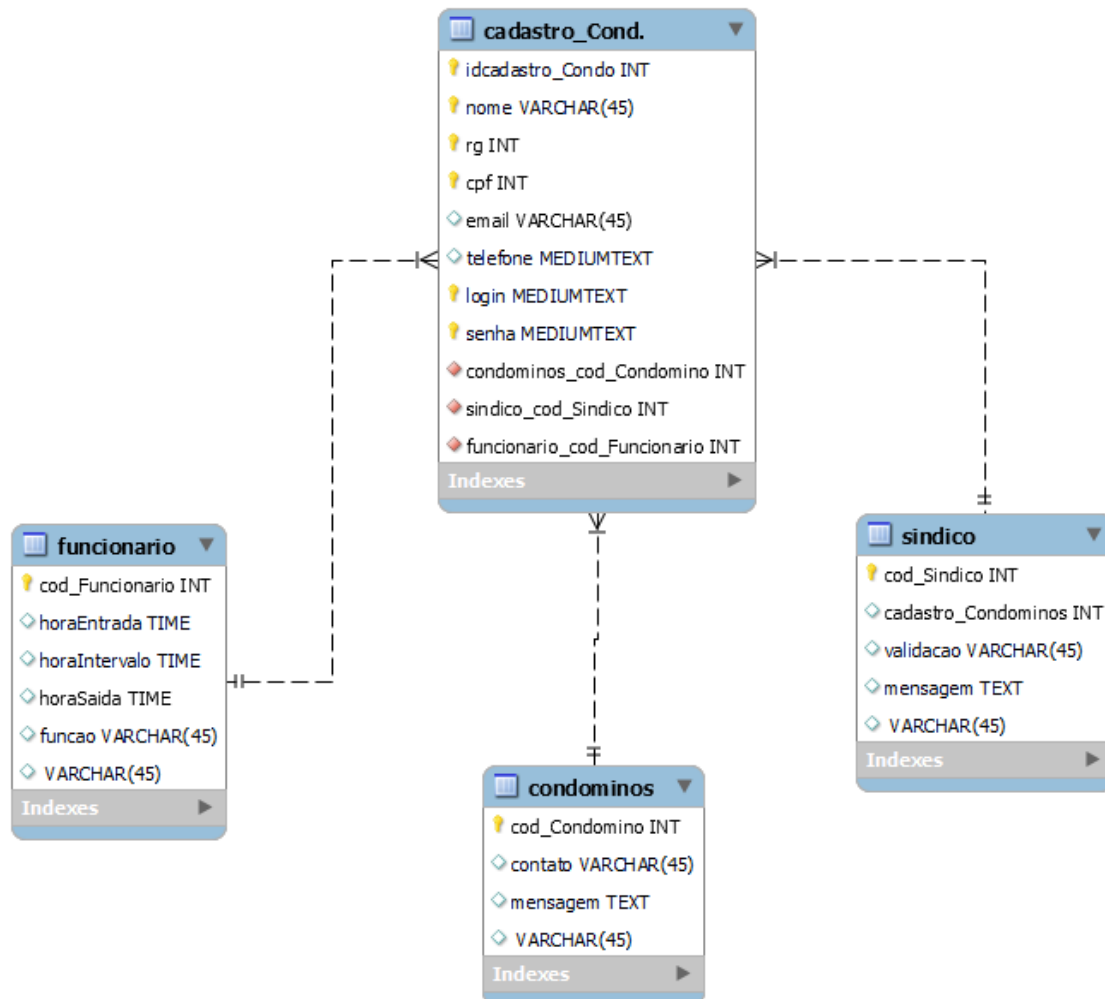 cadastro_Cond.
idcadastro_Condo INT
nome VARCHAR(45)
rg INT
cpf INT
email VARCHAR(45)
telefone MEDIUMTEXT
login MEDIUMTEXT
senha MEDIUMTEXT
condominos_cod_Condomino INT
sindico_cod_Sindico INT
funcionario_cod_Funcionario INT
Indexes
funcionario
cod_Funcionario INT
horaEntrada TIME
horaIntervalo TIME
horaSaida TIME
funcao VARCHAR(45)
VARCHAR(45)
Indexes
condominos
cod_Condomino INT
contato VARCHAR(45)
mensagem TEXT
VARCHAR(45)
Indexes
sindico
cod_Sindico INT
cadastro_Condominos INT
validacao VARCHAR(45)
mensagem TEXT
VARCHAR(45)
Indexes